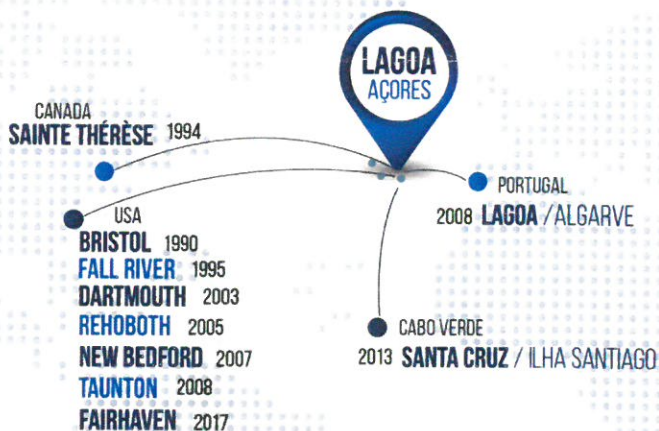 LAGOA
AÇORES
CANADA
SAINTE THÉRÈSE 1994
USA
BRISTOL 1990
FALL RIVER 1995
DARTMOUTH 2003
REHOBOTH 2005
NEW BEDFORD 2007
TAUNTON 2008
FAIRHAVEN 2017
PORTUGAL
2008 LAGOA / ALGARVE
CABO VERDE
2013 SANTA CRUZ / ILHA SANTIAGO